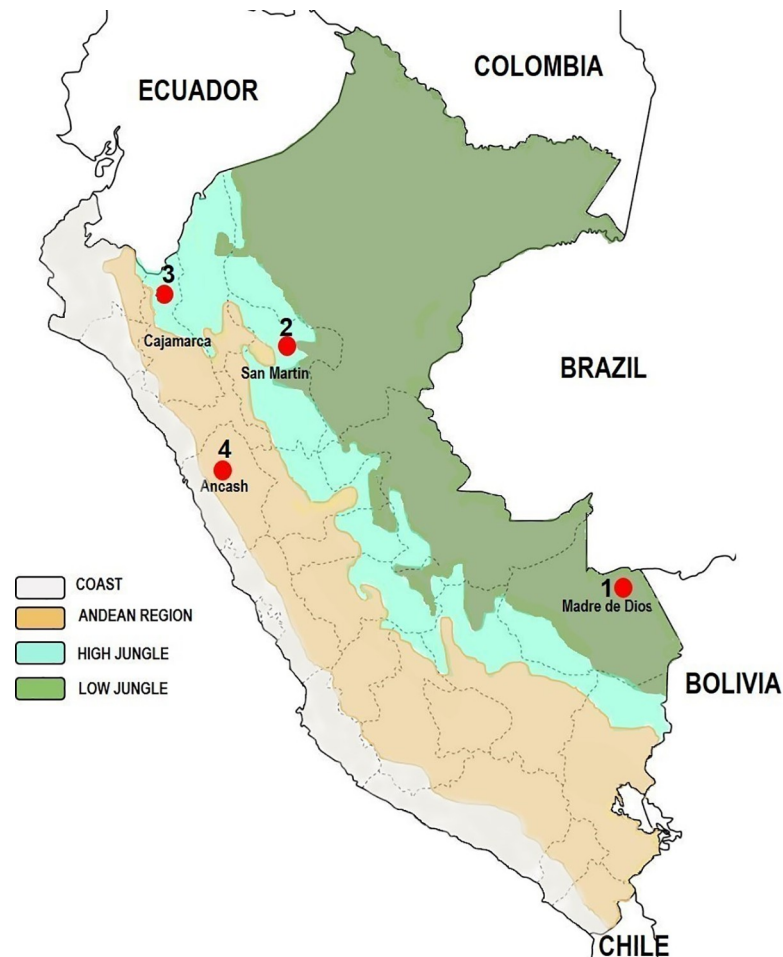 COLOMBIA
ECUADOR
3
Cajamarca
2
San Martin
BRAZIL
4
Ancash
1
Madre de Dios
COAST
ANDEAN REGION
HIGH JUNGLE
LOW JUNGLE
BOLIVIA
CHILE